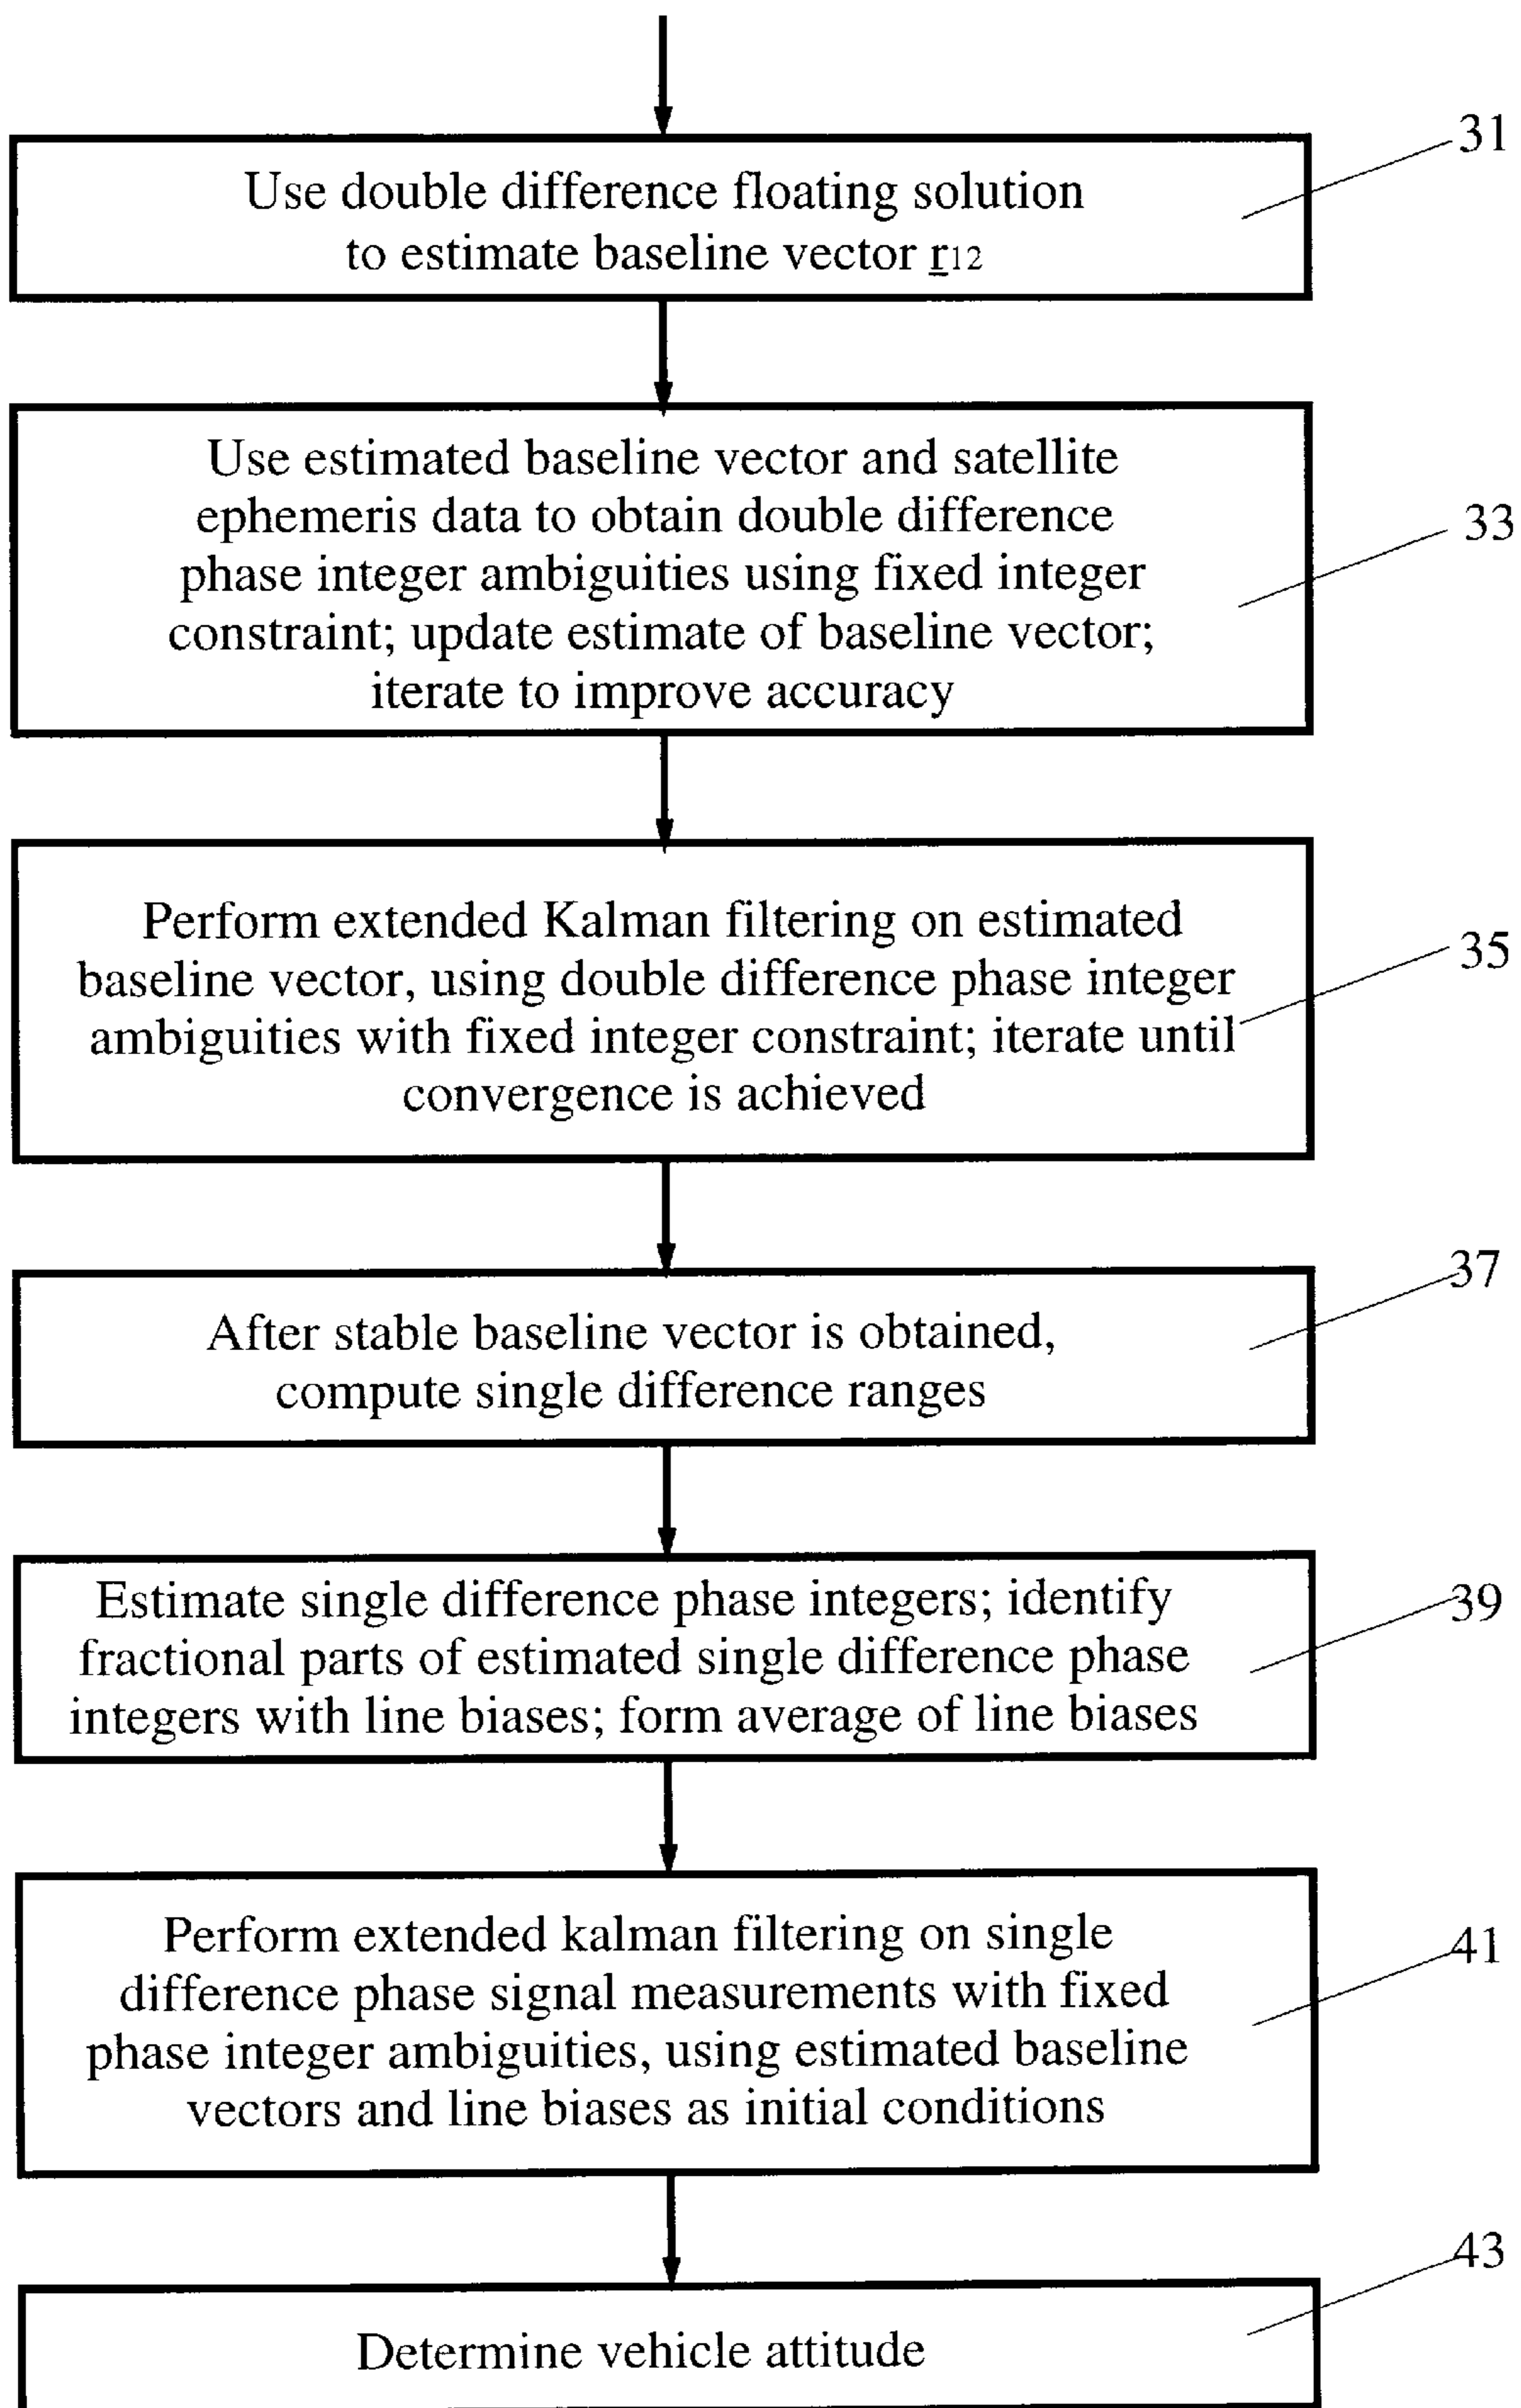 31
Use double difference floating solution
to estimate baseline vector r12
Use estimated baseline vector and satellite
ephemeris data to obtain double difference
phase integer ambiguities using fixed integer
constraint; update estimate of baseline vector;
iterate to improve accuracy
33
Perform extended Kalman filtering on estimated
baseline vector, using double difference phase integer
ambiguities with fixed integer constraint; iterate until
convergence is achieved
35
37
After stable baseline vector is obtained,
compute single difference ranges
39
Estimate single difference phase integers; identify
fractional parts of estimated single difference phase
integers with line biases; form average of line biases
41
Perform extended kalman filtering on single
difference phase signal measurements with fixed
phase integer ambiguities, using estimated baseline
vectors and line biases as initial conditions
43
Determine vehicle attitude